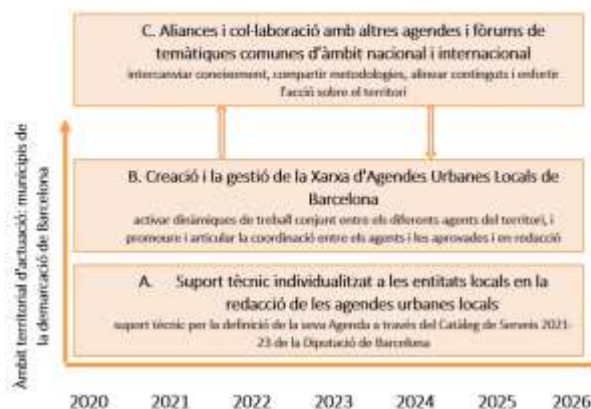 C. Aliances i col·laboració amb altres agendes i fòrums de
temàtiques comunes d'àmbit nacional i internacional
intercanviar coneixement, compartir metodologies, alinear continguts i enfortir
l'acció sobre el territori
B. Creació i la gestió de la Xarxa d'Agendes Urbanes Locals de
Barcelona
activar dinàmiques de treball conjunt entre els diferents agents del territori, i
promoure i articular la coordinació entre els agents i les aprovades i en redacció
A. Suport tècnic individualitzat a les entitats locals en la
redacció de les agendes urbanes locals
suport tècnic per la definició de la seva Agenda a través del Catàleg de Serveis 2021-
23 de la Diputació de Barcelona
Àmbit territorial d'actuació: municipis de
la demarcació de Barcelona
2020 2021 2022 2023 2024 2025 2026